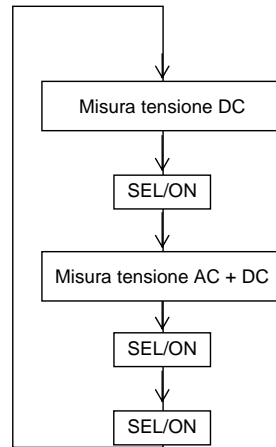 Misura tensione DC
SEL/ON
Misura tensione AC + DC
SEL/ON
SEL/ON